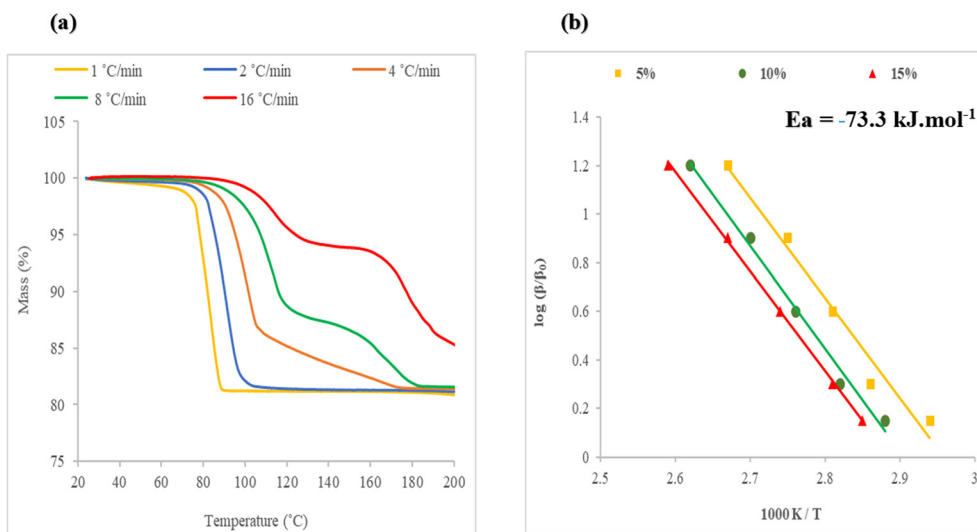 (a)
1 ˚C/min 2 ˚C/min 4 ˚C/min
8 ˚C/min 16 ˚C/min
105
100
95
90
85
80
75
Mass (%)
20 40 60 80 100 120 140 160 180 200
Temperature (˚C)
(b)
5% 10% 15%
Ea = -73.3 kJ.mol⁻¹
1.4
1.2
1
0.8
0.6
0.4
0.2
0
log (β/β₀)
2.5 2.6 2.7 2.8 2.9 3
1000 K / T